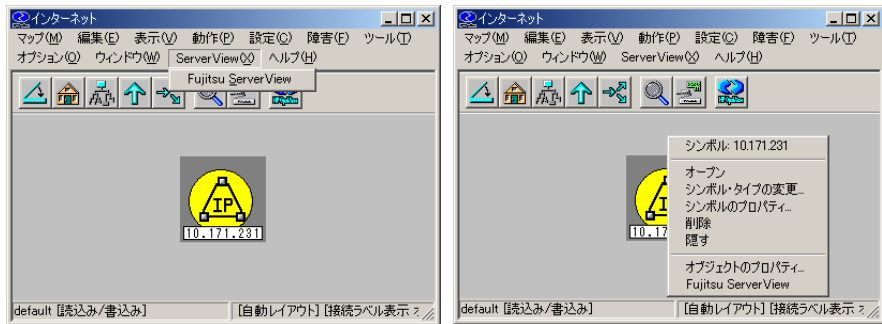 インターネット
マップ(M) 編集(E) 表示(V) 動作(P) 設定(C) 障害(F) ツール(T)
オプション(O) ウィンドウ(W) ServerView(X) ヘルプ(H)
Fujitsu ServerView
IP
10.171.231
default [読込み/書込み] [自動レイアウト] [接続ラベル表示
インターネット
マップ(M) 編集(E) 表示(V) 動作(P) 設定(C) 障害(F) ツール(T)
オプション(O) ウィンドウ(W) ServerView(X) ヘルプ(H)
シンボル: 10.171.231
オープン
シンボル・タイプの変更...
シンボルのプロパティ...
削除
隠す
オブジェクトのプロパティ...
Fujitsu ServerView
10.17
default [読込み/書込み] [自動レイアウト] [接続ラベル表示